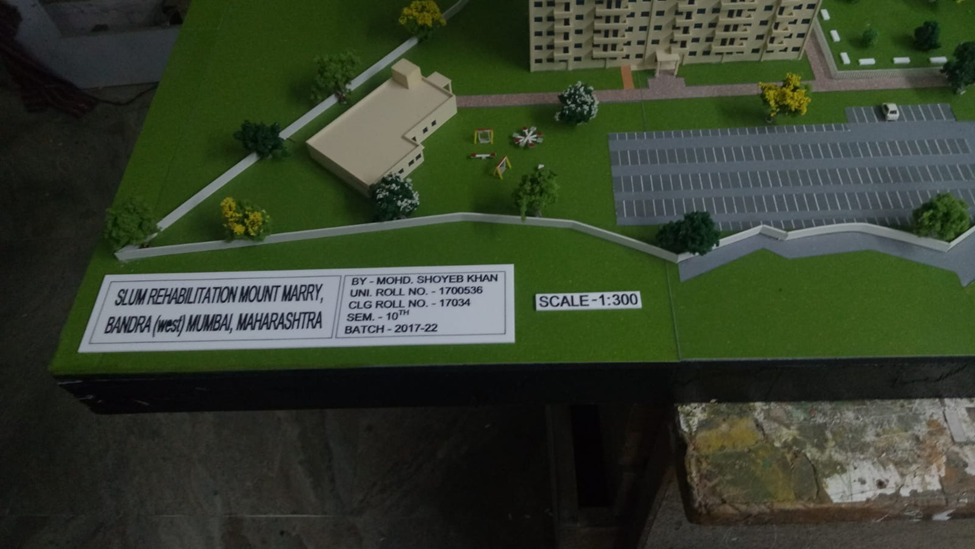 SLUM REHABILITATION MOUNT MARRY,
BANDRA (west) MUMBAI, MAHARASHTRA
BY - MOHD. SHOYEB KHAN
UNI. ROLL NO. - 1700536
CLG ROLL NO. - 17034
SEM. - 10TH
BATCH - 2017-22
SCALE -1:300